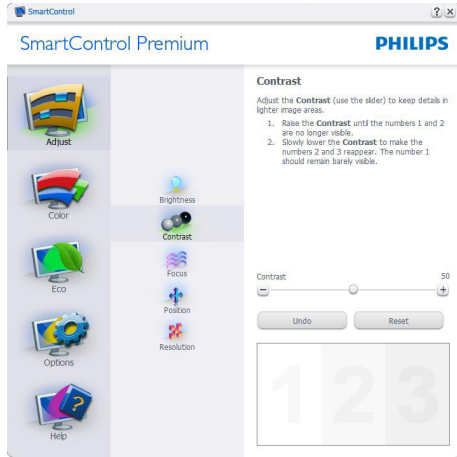 SmartControl
SmartControl Premium
PHILIPS
Adjust
Color
Eco
Options
Help
Brightness
Contrast
Focus
Position
Resolution
Contrast
Adjust the Contrast (use the slider) to keep details in
lighter image areas.
1. Raise the Contrast until the numbers 1 and 2
are no longer visible.
2. Slowly lower the Contrast to make the
numbers 2 and 3 reappear. The number 1
should remain barely visible.
Contrast 50
Undo Reset
1 2 3